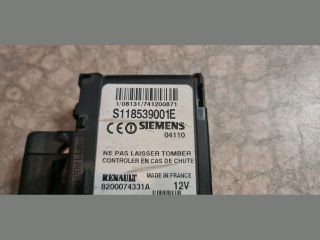 1/08131/741200871
S118539001E
CE SIEMENS
04110
NE PAS LAISSER TOMBER
CONTROLER EN CAS DE CHUTE
RENAULT MADE IN FRANCE
8200074331A 12V